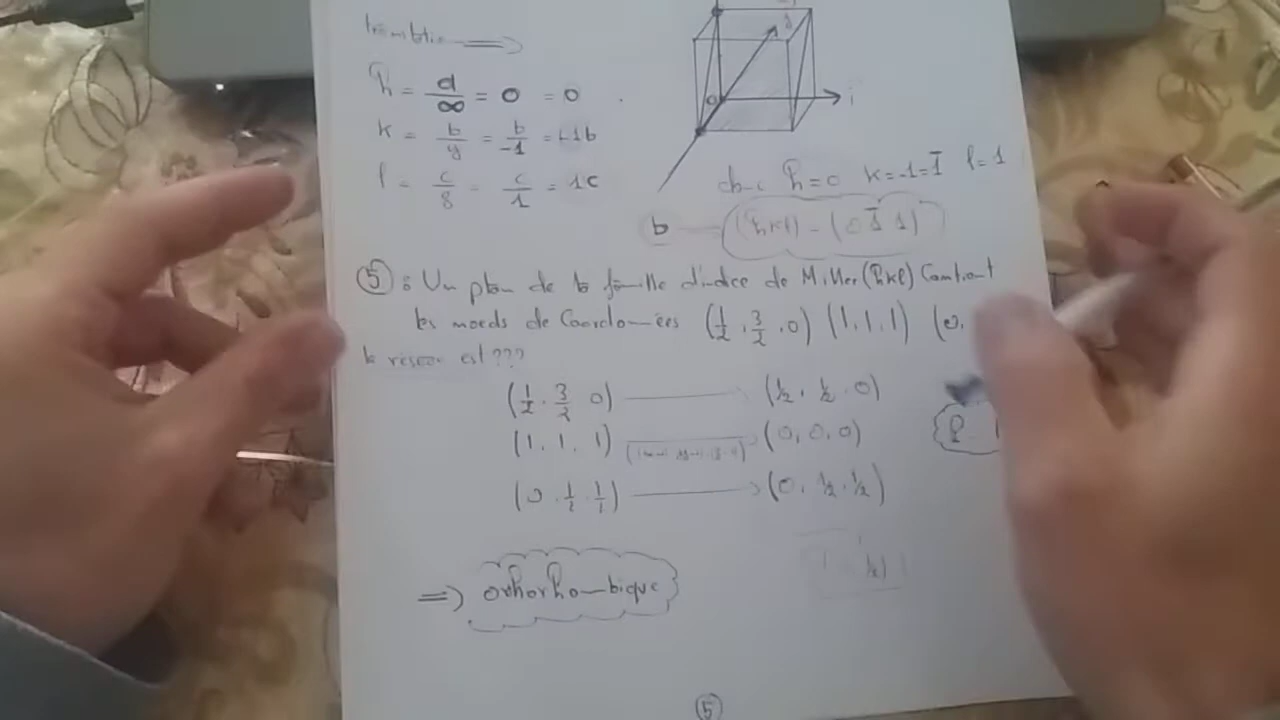 h = a/∞ = 0 = 0
k = b/y = b/-1 = -1b
l = c/z = c/1 = 1c
i
h=0 k=-1=1̄ l=1
b (hkl) = (0 1̄ 1)
⑤: Un plan de la famille d'indice de Miller (hkl) Contient
les nœuds de Coordonnées (1/2, 3/2, 0) (1, 1, 1) (0,
le réseau est???
(1/2, 3/2 0) → (1/2, 1/2, 0)
(1, 1, 1) → (0, 0, 0)
(0, 1/2, 1/1) → (0, 1/2, 1/2)
=> orthorhombique
5